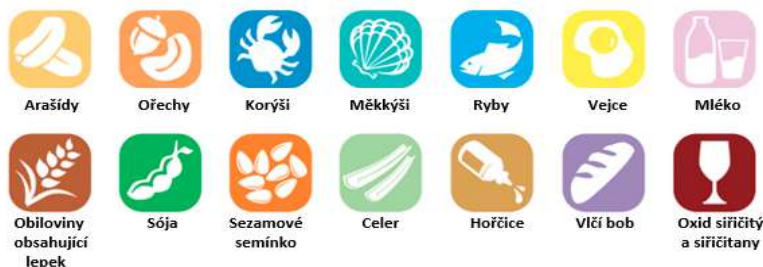 Arašídy Ořechy Korýši Měkkýši Ryby Vejce Mléko
Obiloviny Sója Sezamové Celer Hořčice Vlčí bob Oxid siřičitý
obsahující semínko a siřičitany
lepek